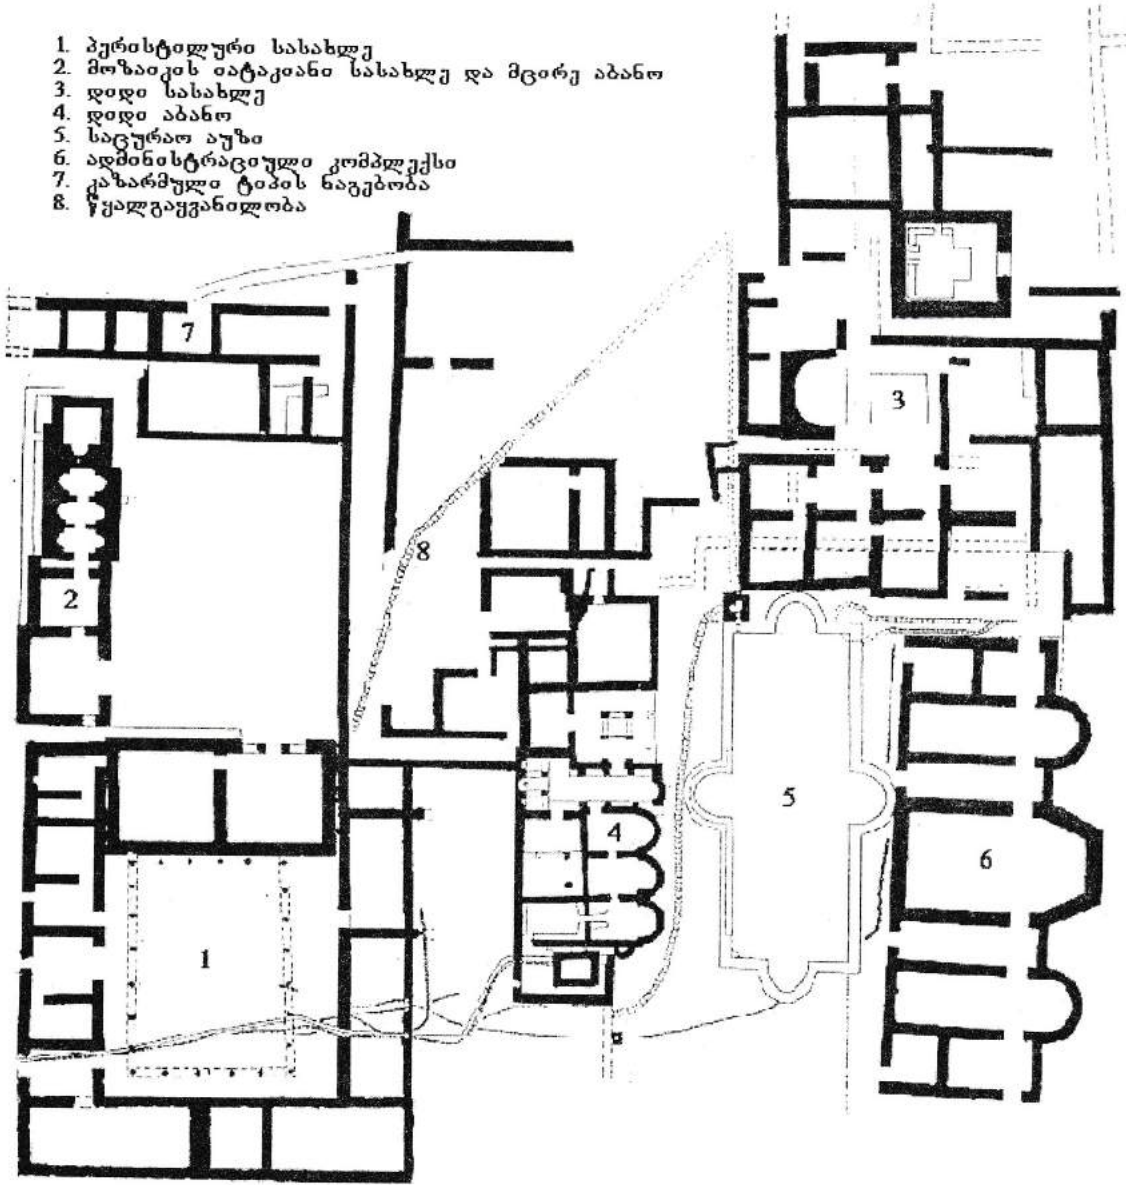 1. პერისტილური სასახლე
2. მოზაიკის იატაკიანი სასახლე და მცირე აბანო
3. დიდი სასახლე
4. დიდი აბანო
5. საცურაო აუზი
6. ადმინისტრაციული კომპლექსი
7. კაზარმული ტიპის ნაგებობა
8. წყალგაყვანილობა
7
3
8
2
4
5
6
1